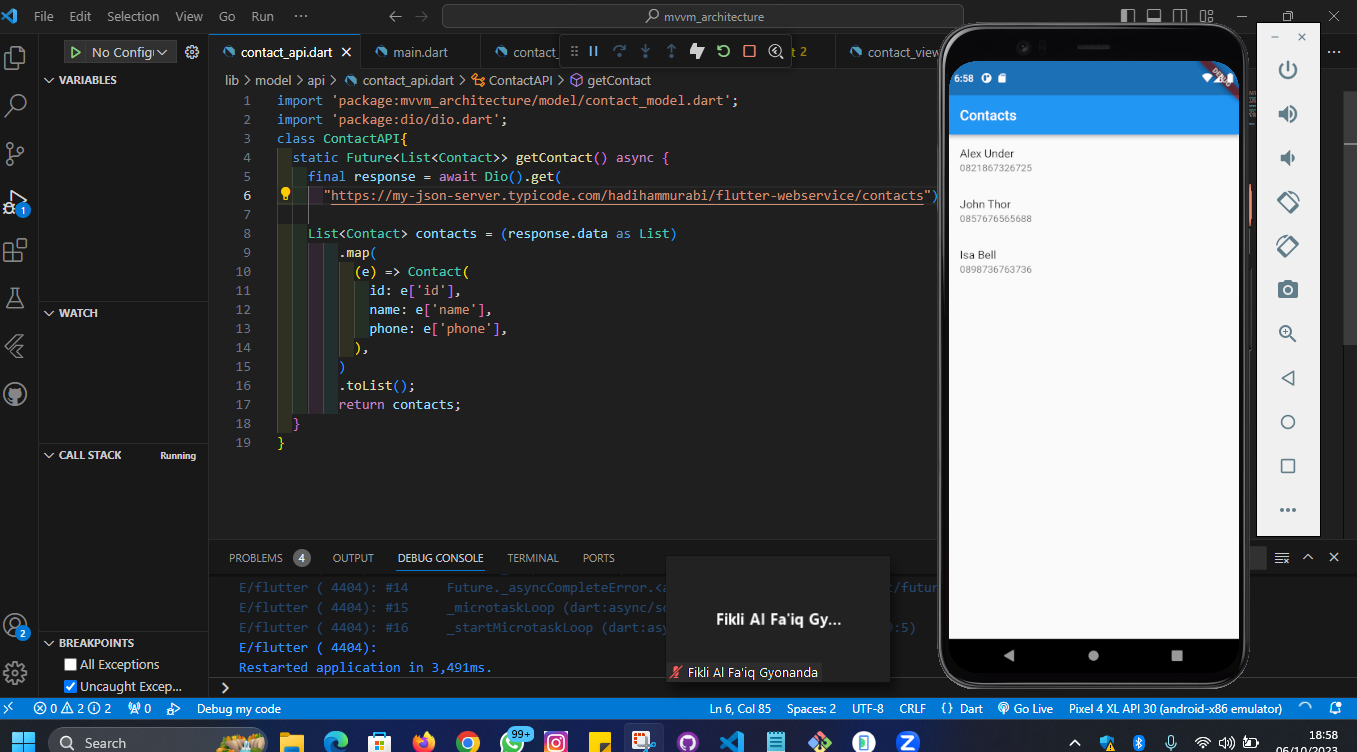 File Edit Selection View Go Run ··· mvvm_architecture
No Config
contact_api.dart main.dart contact_ t 2 contact_view
lib > model > api > contact_api.dart > ContactAPI > getContact
VARIABLES
WATCH
CALL STACK Running
BREAKPOINTS
All Exceptions
Uncaught Excep...
1 import 'package:mvvm_architecture/model/contact_model.dart';
2 import 'package:dio/dio.dart';
3 class ContactAPI{
4 static Future<List<Contact>> getContact() async {
5 final response = await Dio().get(
6 "https://my-json-server.typicode.com/hadihammurabi/flutter-webservice/contacts")
7
8 List<Contact> contacts = (response.data as List)
9 .map(
10 (e) => Contact(
11 id: e['id'],
12 name: e['name'],
13 phone: e['phone'],
14 ),
15 )
16 .toList();
17 return contacts;
18 }
19 }
PROBLEMS 4 OUTPUT DEBUG CONSOLE TERMINAL PORTS
E/flutter ( 4404): #14 Future._asyncCompleteError.<a c/futur
E/flutter ( 4404): #15 _microtaskLoop (dart:async/sc
E/flutter ( 4404): #16 _startMicrotaskLoop (dart:asy 0:5)
E/flutter ( 4404):
Restarted application in 3,491ms.
Fikli Al Fa'iq Gy...
Fikli Al Fa'iq Gyonanda
6:58
DEBUG
Contacts
Alex Under
0821867326725
John Thor
0857676565688
Isa Bell
0898736763736
1
2
0 2 2 0 Debug my code Ln 6, Col 85 Spaces: 2 UTF-8 CRLF {} Dart Go Live Pixel 4 XL API 30 (android-x86 emulator)
Search 99+ 18:58
06/10/2023